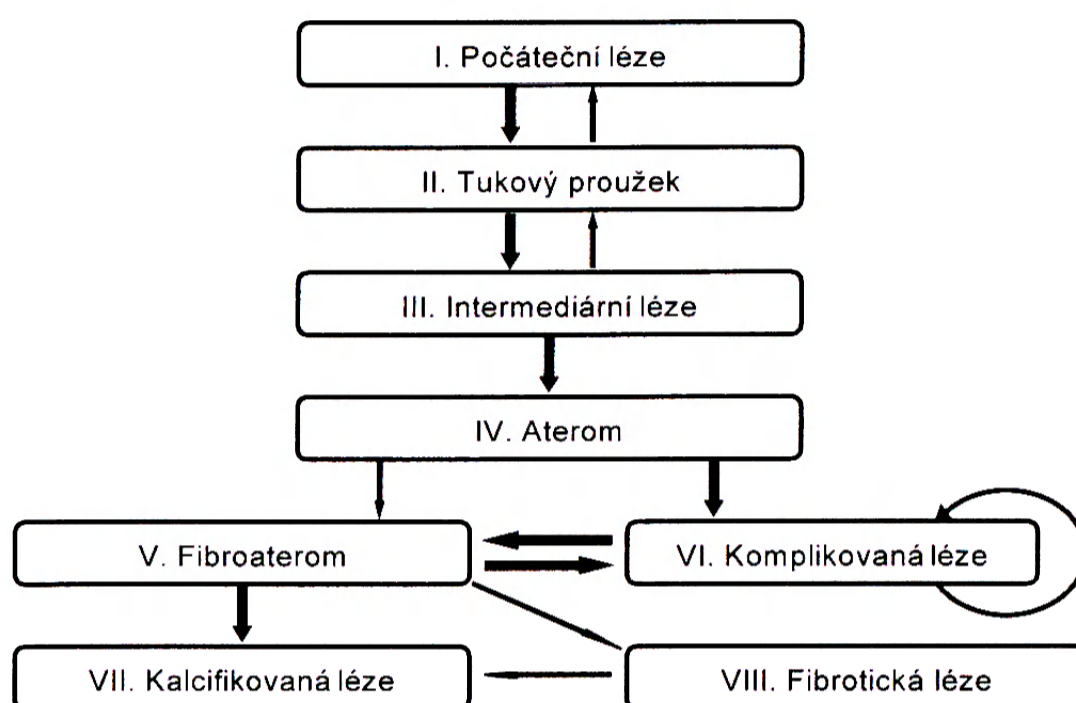 I. Počáteční léze
II. Tukový proužek
III. Intermediární léze
IV. Aterom
V. Fibroaterom
VI. Komplikovaná léze
VII. Kalcifikovaná léze
VIII. Fibrotická léze